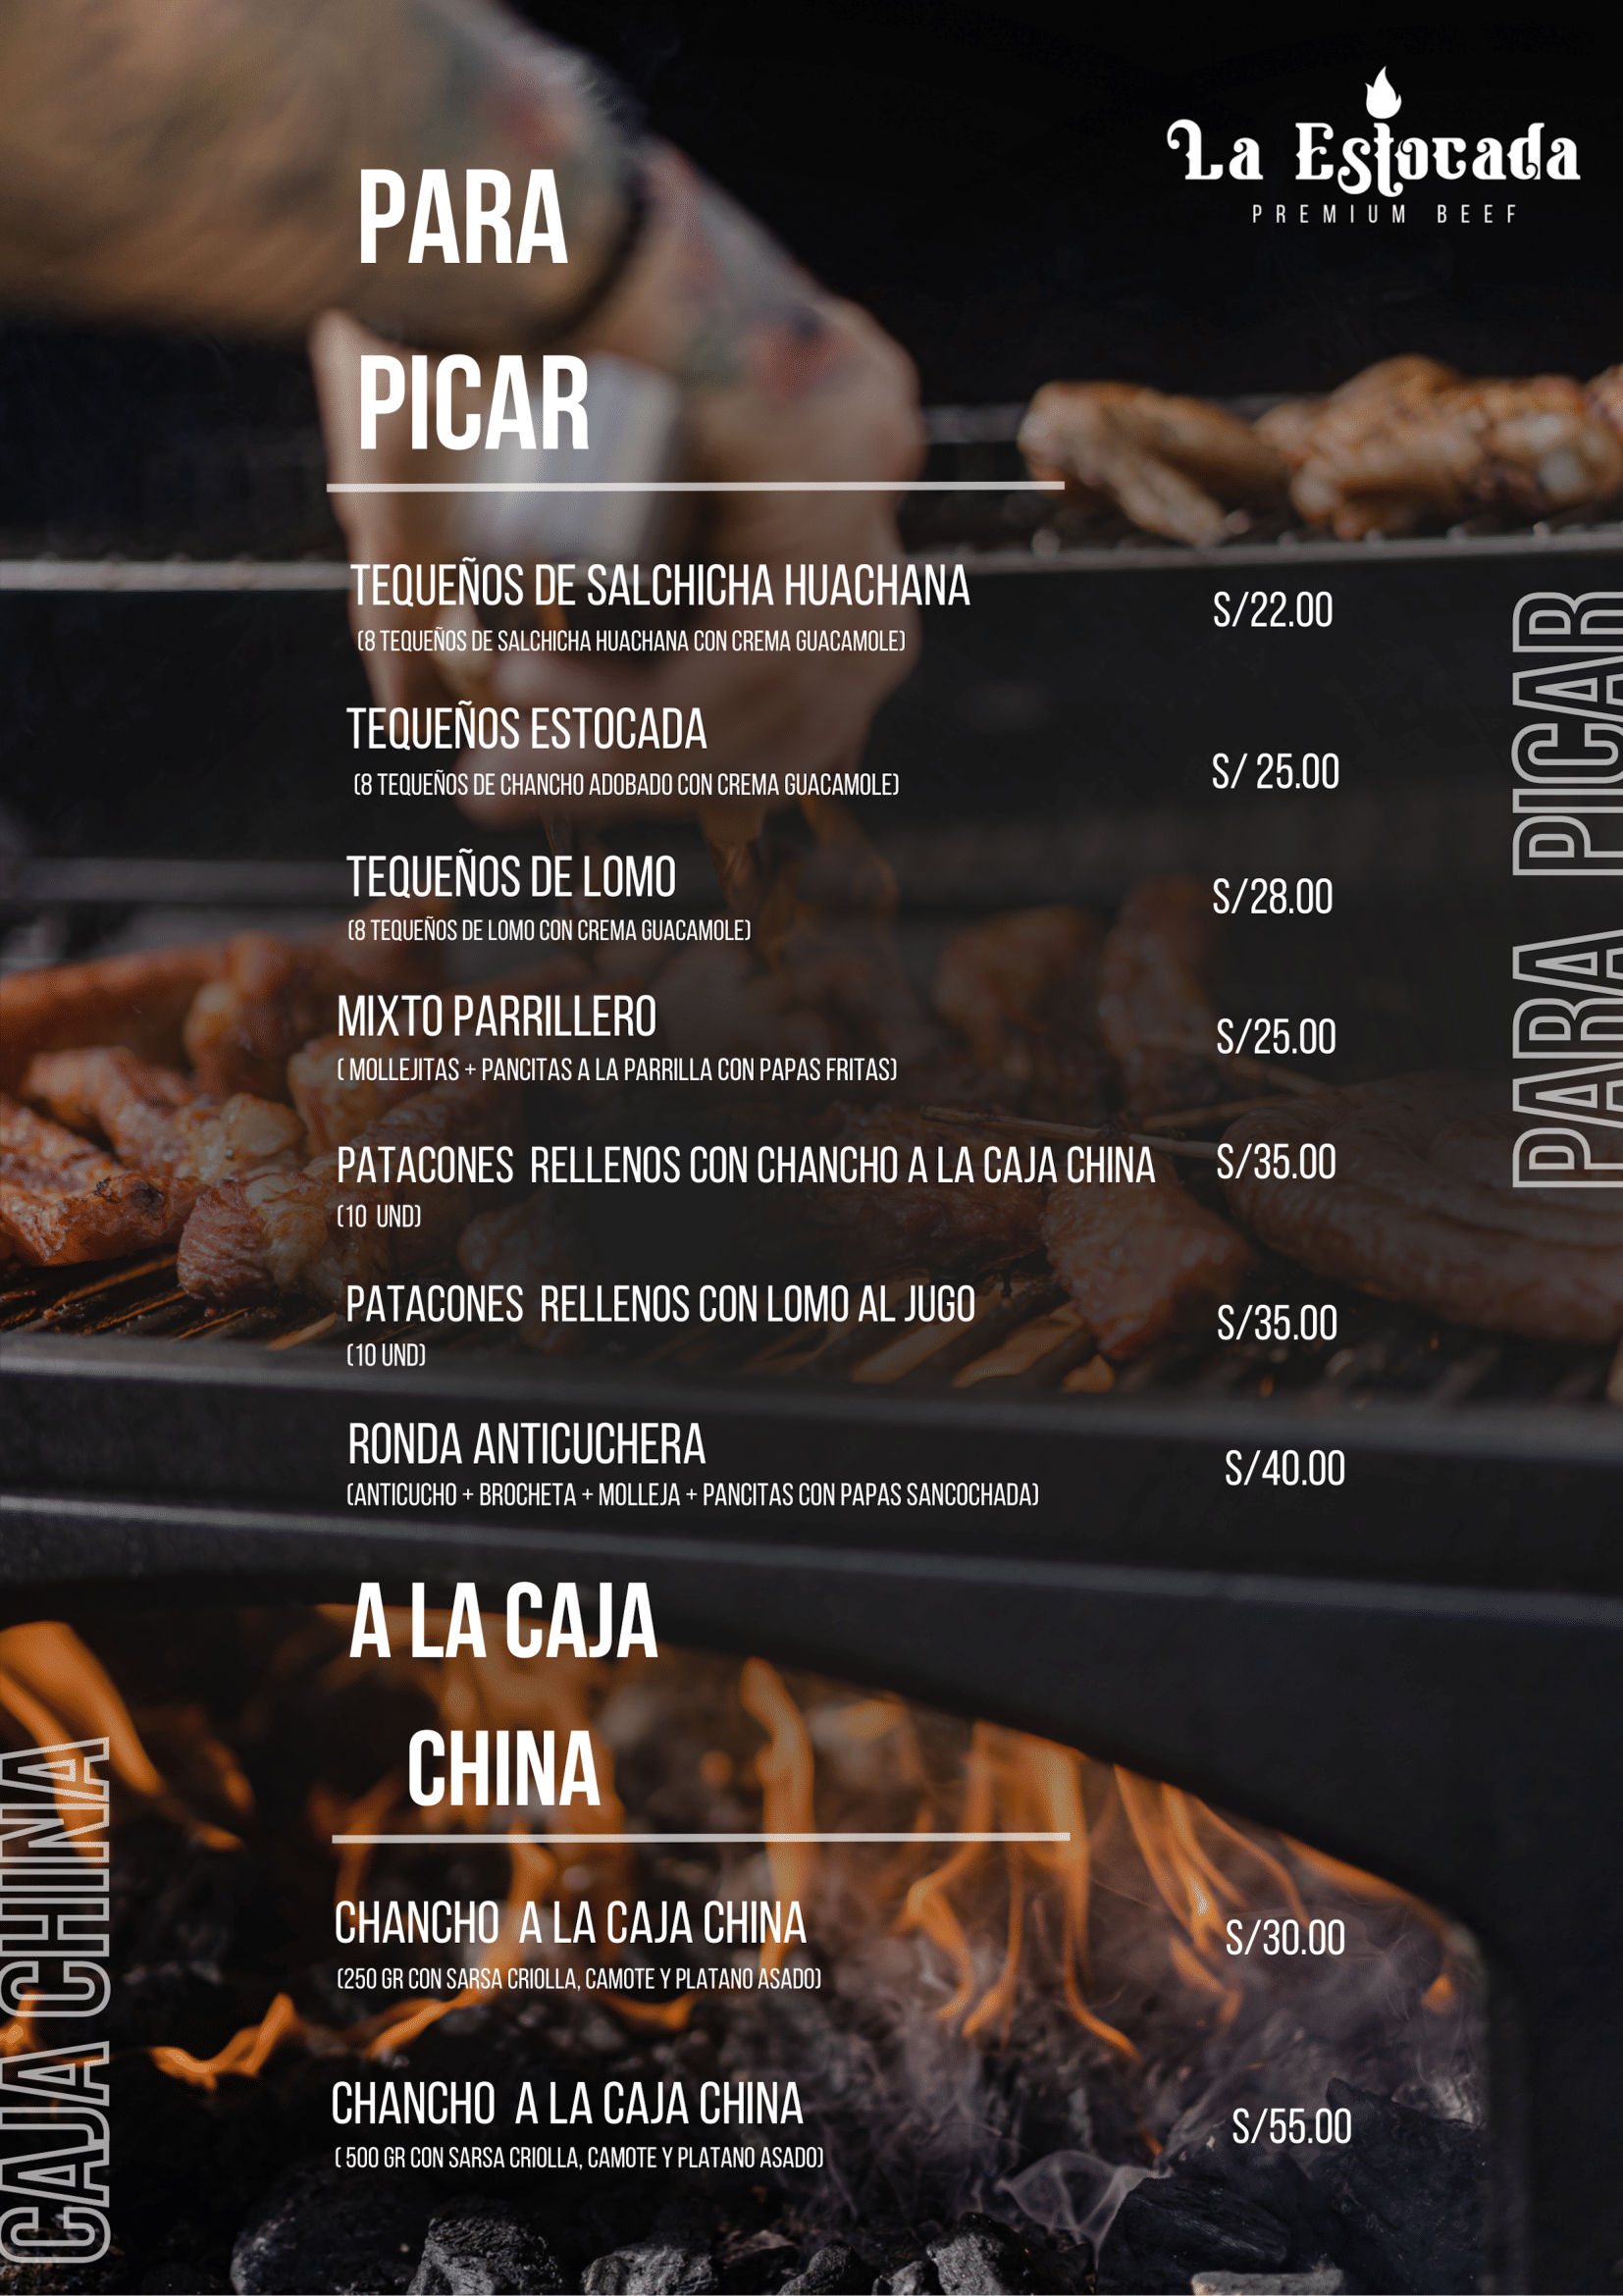 La Estocada
PREMIUM BEEF
PARA
PICAR
TEQUEÑOS DE SALCHICHA HUACHANA
S/22.00
(8 TEQUEÑOS DE SALCHICHA HUACHANA CON CREMA GUACAMOLE)
TEQUEÑOS ESTOCADA
S/ 25.00
(8 TEQUEÑOS DE CHANCHO ADOBADO CON CREMA GUACAMOLE)
TEQUEÑOS DE LOMO
S/28.00
(8 TEQUEÑOS DE LOMO CON CREMA GUACAMOLE)
MIXTO PARRILLERO
S/25.00
( MOLLEJITAS + PANCITAS A LA PARRILLA CON PAPAS FRITAS)
PATACONES  RELLENOS CON CHANCHO A LA CAJA CHINA
S/35.00
(10  UND)
PATACONES  RELLENOS CON LOMO AL JUGO
S/35.00
(10 UND)
RONDA ANTICUCHERA
S/40.00
(ANTICUCHO + BROCHETA + MOLLEJA + PANCITAS CON PAPAS SANCOCHADA)
PARA PICAR
A LA CAJA
CHINA
CHANCHO  A LA CAJA CHINA
S/30.00
(250 GR CON SARSA CRIOLLA, CAMOTE Y PLATANO ASADO)
CHANCHO  A LA CAJA CHINA
S/55.00
( 500 GR CON SARSA CRIOLLA, CAMOTE Y PLATANO ASADO)
CAJA CHINA